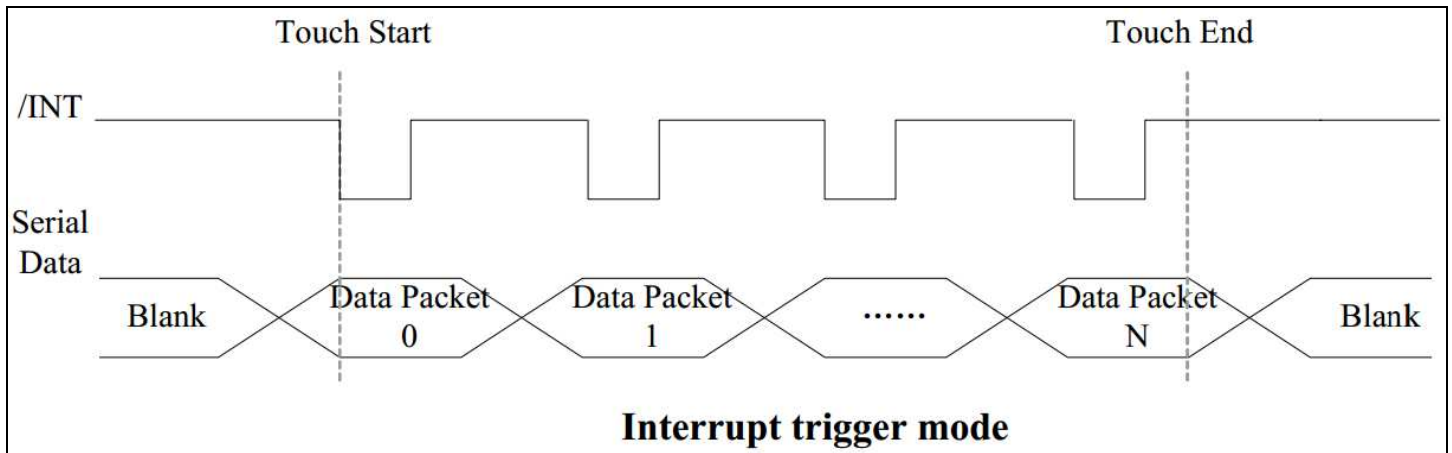 Touch Start
Touch End
/INT
Serial
Data
Blank
Data Packet
0
Data Packet
1
......
Data Packet
N
Blank
Interrupt trigger mode